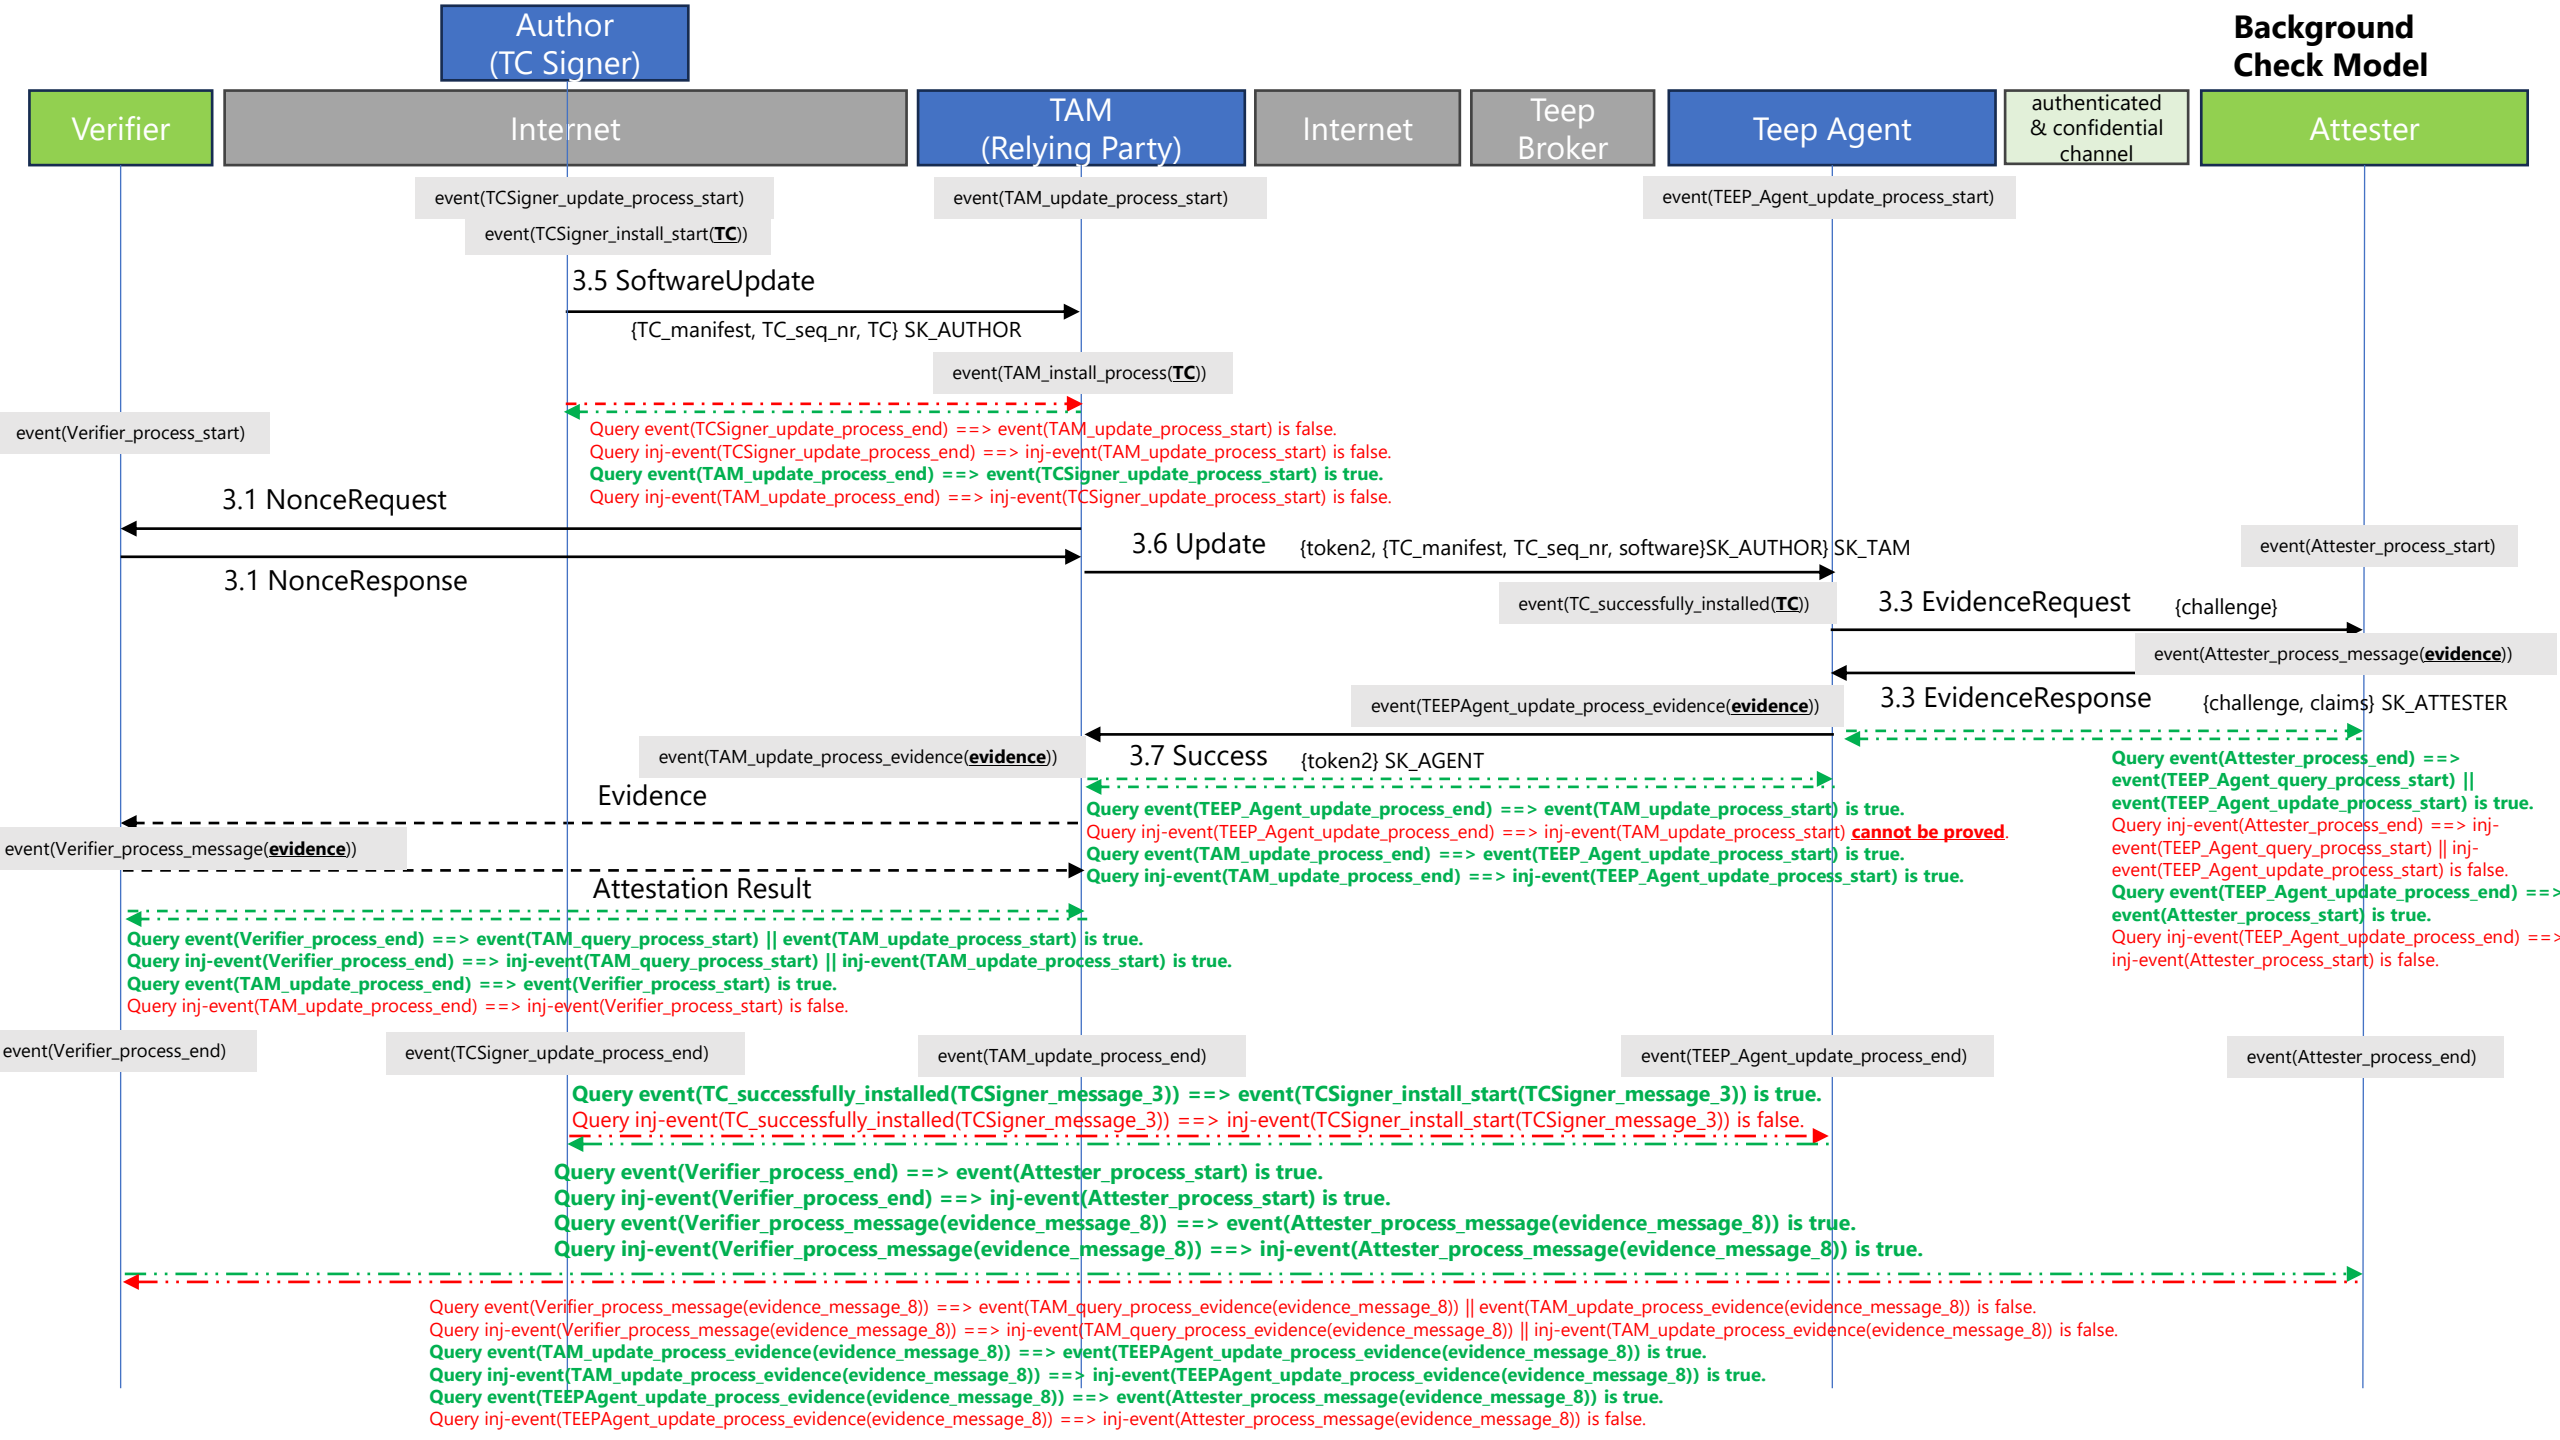 Author
(TC Signer)
Background
Check Model
Verifier
Internet
TAM
(Relying Party)
Internet
Teep
Broker
Teep Agent
authenticated
& confidential
channel
Attester
event(TCSigner_update_process_start)
event(TAM_update_process_start)
event(TEEP_Agent_update_process_start)
event(TCSigner_install_start(TC))
3.5 SoftwareUpdate
{TC_manifest, TC_seq_nr, TC} SK_AUTHOR
event(TAM_install_process(TC))
event(Verifier_process_start)
Query event(TCSigner_update_process_end) ==> event(TAM_update_process_start) is false.
Query inj-event(TCSigner_update_process_end) ==> inj-event(TAM_update_process_start) is false.
Query event(TAM_update_process_end) ==> event(TCSigner_update_process_start) is true.
Query inj-event(TAM_update_process_end) ==> inj-event(TCSigner_update_process_start) is false.
3.1 NonceRequest
3.1 NonceResponse
3.6 Update
{token2, {TC_manifest, TC_seq_nr, software}SK_AUTHOR} SK_TAM
event(Attester_process_start)
event(TC_successfully_installed(TC))
3.3 EvidenceRequest
{challenge}
event(Attester_process_message(evidence))
3.3 EvidenceResponse
{challenge, claims} SK_ATTESTER
event(TEEPAgent_update_process_evidence(evidence))
3.7 Success
{token2} SK_AGENT
event(TAM_update_process_evidence(evidence))
Evidence
Query event(Attester_process_end) ==>
event(TEEP_Agent_query_process_start) ||
event(TEEP_Agent_update_process_start) is true.
Query inj-event(Attester_process_end) ==> inj-
event(TEEP_Agent_query_process_start) || inj-
event(TEEP_Agent_update_process_start) is false.
Query event(TEEP_Agent_update_process_end) ==>
event(Attester_process_start) is true.
Query inj-event(TEEP_Agent_update_process_end) ==>
inj-event(Attester_process_start) is false.
Query event(TEEP_Agent_update_process_end) ==> event(TAM_update_process_start) is true.
Query inj-event(TEEP_Agent_update_process_end) ==> inj-event(TAM_update_process_start) cannot be proved.
Query event(TAM_update_process_end) ==> event(TEEP_Agent_update_process_start) is true.
Query inj-event(TAM_update_process_end) ==> inj-event(TEEP_Agent_update_process_start) is true.
event(Verifier_process_message(evidence))
Attestation Result
Query event(Verifier_process_end) ==> event(TAM_query_process_start) || event(TAM_update_process_start) is true.
Query inj-event(Verifier_process_end) ==> inj-event(TAM_query_process_start) || inj-event(TAM_update_process_start) is true.
Query event(TAM_update_process_end) ==> event(Verifier_process_start) is true.
Query inj-event(TAM_update_process_end) ==> inj-event(Verifier_process_start) is false.
event(Verifier_process_end)
event(TCSigner_update_process_end)
event(TAM_update_process_end)
event(TEEP_Agent_update_process_end)
event(Attester_process_end)
Query event(TC_successfully_installed(TCSigner_message_3)) ==> event(TCSigner_install_start(TCSigner_message_3)) is true.
Query inj-event(TC_successfully_installed(TCSigner_message_3)) ==> inj-event(TCSigner_install_start(TCSigner_message_3)) is false.
Query event(Verifier_process_end) ==> event(Attester_process_start) is true.
Query inj-event(Verifier_process_end) ==> inj-event(Attester_process_start) is true.
Query event(Verifier_process_message(evidence_message_8)) ==> event(Attester_process_message(evidence_message_8)) is true.
Query inj-event(Verifier_process_message(evidence_message_8)) ==> inj-event(Attester_process_message(evidence_message_8)) is true.
Query event(Verifier_process_message(evidence_message_8)) ==> event(TAM_query_process_evidence(evidence_message_8)) || event(TAM_update_process_evidence(evidence_message_8)) is false.
Query inj-event(Verifier_process_message(evidence_message_8)) ==> inj-event(TAM_query_process_evidence(evidence_message_8)) || inj-event(TAM_update_process_evidence(evidence_message_8)) is false.
Query event(TAM_update_process_evidence(evidence_message_8)) ==> event(TEEPAgent_update_process_evidence(evidence_message_8)) is true.
Query inj-event(TAM_update_process_evidence(evidence_message_8)) ==> inj-event(TEEPAgent_update_process_evidence(evidence_message_8)) is true.
Query event(TEEPAgent_update_process_evidence(evidence_message_8)) ==> event(Attester_process_message(evidence_message_8)) is true.
Query inj-event(TEEPAgent_update_process_evidence(evidence_message_8)) ==> inj-event(Attester_process_message(evidence_message_8)) is false.